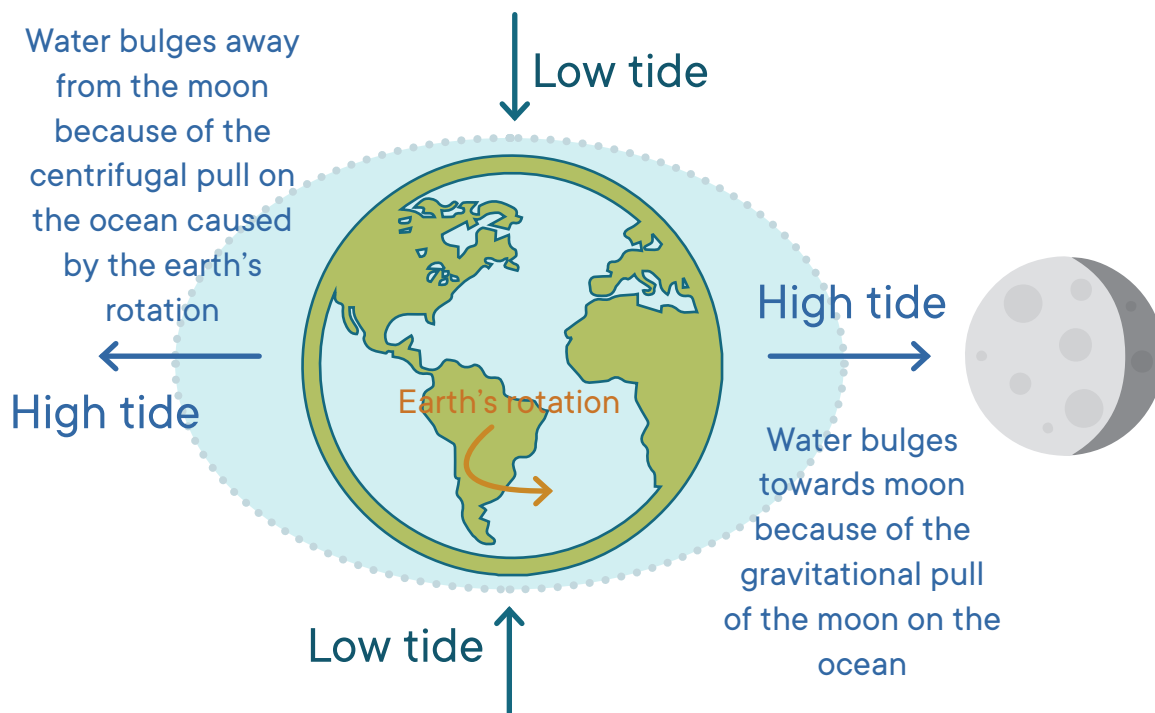 Water bulges away
from the moon
because of the
centrifugal pull on
the ocean caused
by the earth's
rotation
High tide
Low tide
Earth's rotation
Low tide
High tide
Water bulges
towards moon
because of the
gravitational pull
of the moon on the
ocean